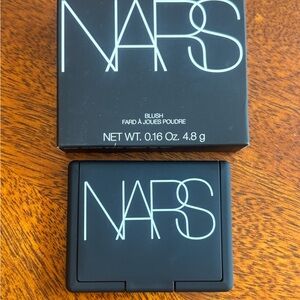 NARS
BLUSH
FARD À JOUES POUDRE
NET WT. 0.16 Oz. 4.8 g
NARS